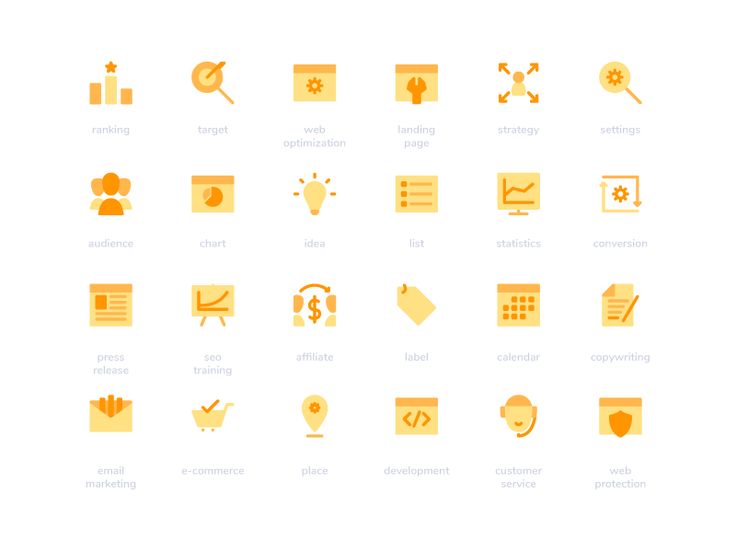 ranking
target
web
optimization
landing
page
strategy
settings
audience
chart
idea
list
statistics
conversion
press
release
seo
training
affiliate
label
calendar
copywriting
email
marketing
e-commerce
place
development
customer
service
web
protection